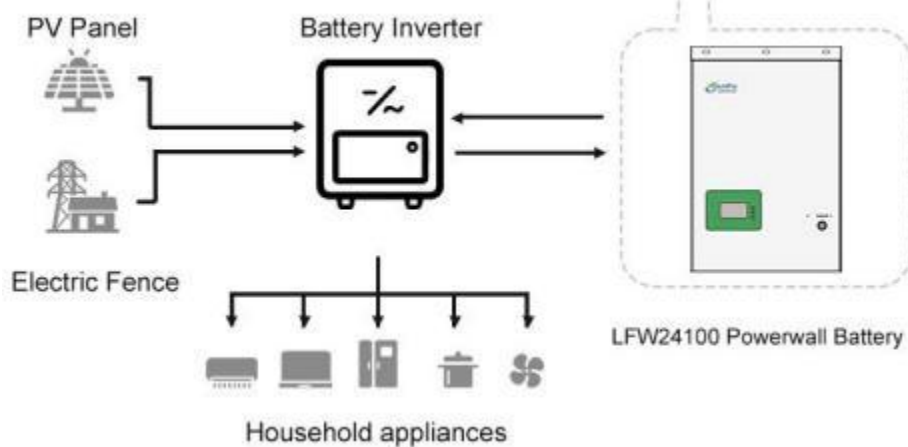 PV Panel
Battery Inverter
Electric Fence
LFW24100 Powerwall Battery
Household appliances